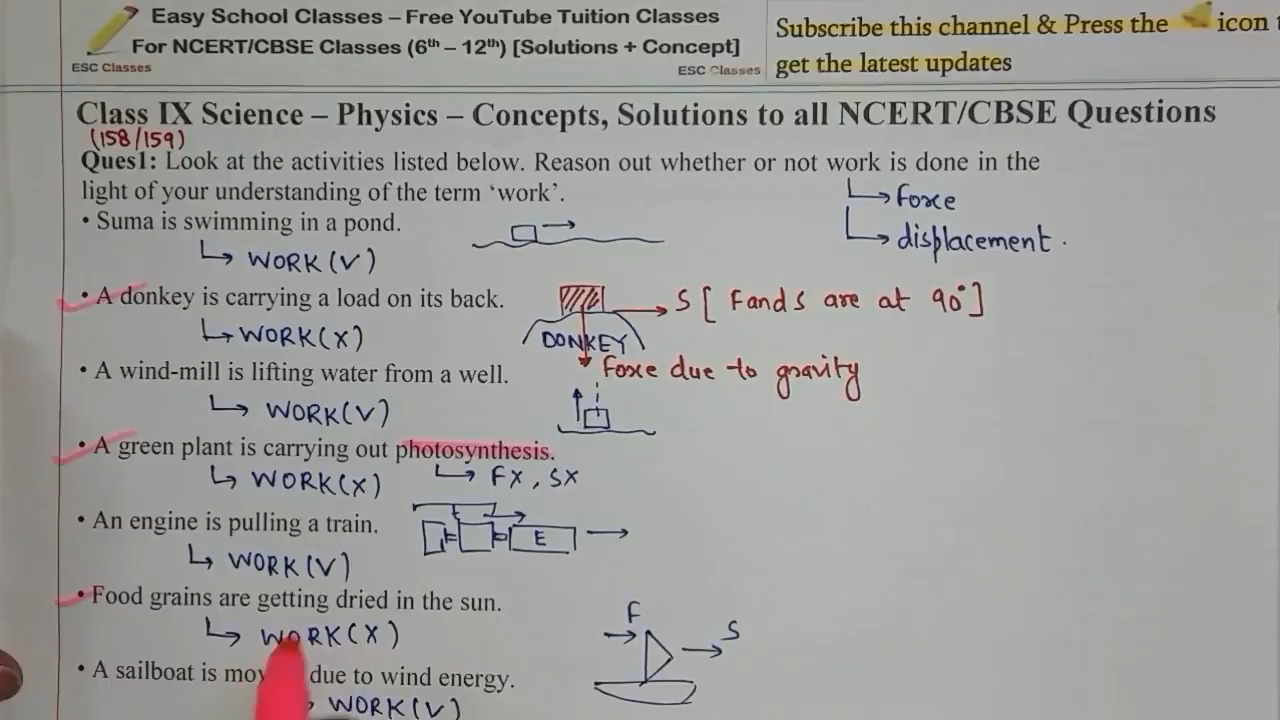 Easy School Classes – Free YouTube Tuition Classes
For NCERT/CBSE Classes (6th – 12th) [Solutions + Concept]
ESC Classes
ESC Classes
Subscribe this channel & Press the icon
get the latest updates
Class IX Science – Physics – Concepts, Solutions to all NCERT/CBSE Questions
(158/159)
Ques1: Look at the activities listed below. Reason out whether or not work is done in the
light of your understanding of the term ‘work’.
→ Force
→ displacement.
• Suma is swimming in a pond.
→ WORK(V)
• A donkey is carrying a load on its back.
→ S [ F and S are at 90° ]
→ WORK(X)
DONKEY
Force due to gravity
• A wind-mill is lifting water from a well.
→ WORK(V)
• A green plant is carrying out photosynthesis.
→ WORK(X) → FX, SX
• An engine is pulling a train.
E
→ WORK(V)
• Food grains are getting dried in the sun.
→ WORK(X)
F
S
• A sailboat is due to wind energy.
WORK(V)